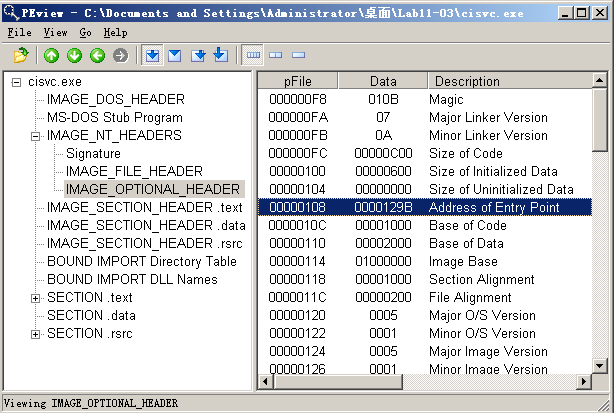 PEview - C:\Documents and Settings\Administrator\桌面\Lab11-03\cisvc.exe
File View Go Help
cisvc.exe
IMAGE_DOS_HEADER
MS-DOS Stub Program
IMAGE_NT_HEADERS
Signature
IMAGE_FILE_HEADER
IMAGE_OPTIONAL_HEADER
IMAGE_SECTION_HEADER .text
IMAGE_SECTION_HEADER .data
IMAGE_SECTION_HEADER .rsrc
BOUND IMPORT Directory Table
BOUND IMPORT DLL Names
SECTION .text
SECTION .data
SECTION .rsrc
pFile Data Description
000000F8 010B Magic
000000FA 07 Major Linker Version
000000FB 0A Minor Linker Version
000000FC 00000C00 Size of Code
00000100 00000600 Size of Initialized Data
00000104 00000000 Size of Uninitialized Data
00000108 0000129B Address of Entry Point
0000010C 00001000 Base of Code
00000110 00002000 Base of Data
00000114 01000000 Image Base
00000118 00001000 Section Alignment
0000011C 00000200 File Alignment
00000120 0005 Major O/S Version
00000122 0001 Minor O/S Version
00000124 0005 Major Image Version
00000126 0001 Minor Image Version
Viewing IMAGE_OPTIONAL_HEADER